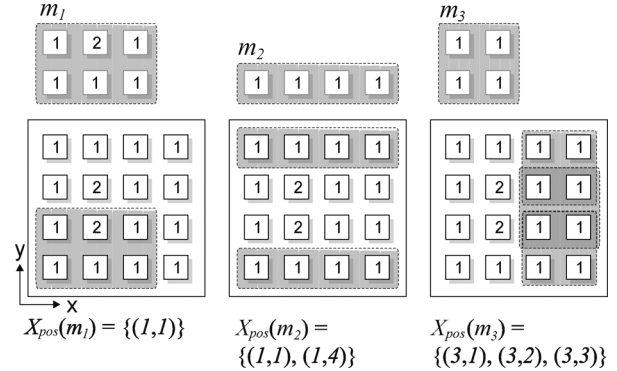 m1
m2
m3
1 2 1
1 1 1
1 1 1 1
1 1
1 1
1 1 1 1
1 2 1 1
1 2 1 1
1 1 1 1
1 1 1 1
1 2 1 1
1 2 1 1
1 1 1 1
1 1 1 1
1 2 1 1
1 2 1 1
1 1 1 1
y
x
Xpos(m1) = {(1,1)}
Xpos(m2) =
{(1,1), (1,4)}
Xpos(m3) =
{(3,1), (3,2), (3,3)}